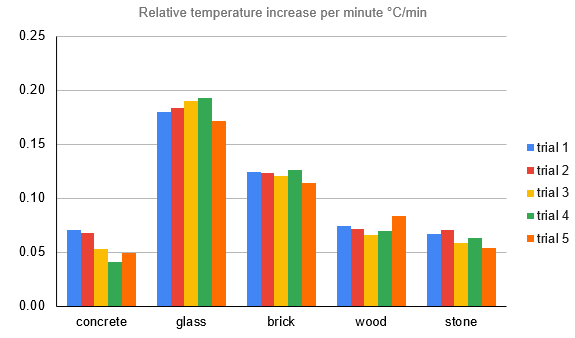 Relative temperature increase per minute °C/min
0.25
0.20
0.15
0.10
0.05
0.00
concrete glass brick wood stone
trial 1
trial 2
trial 3
trial 4
trial 5